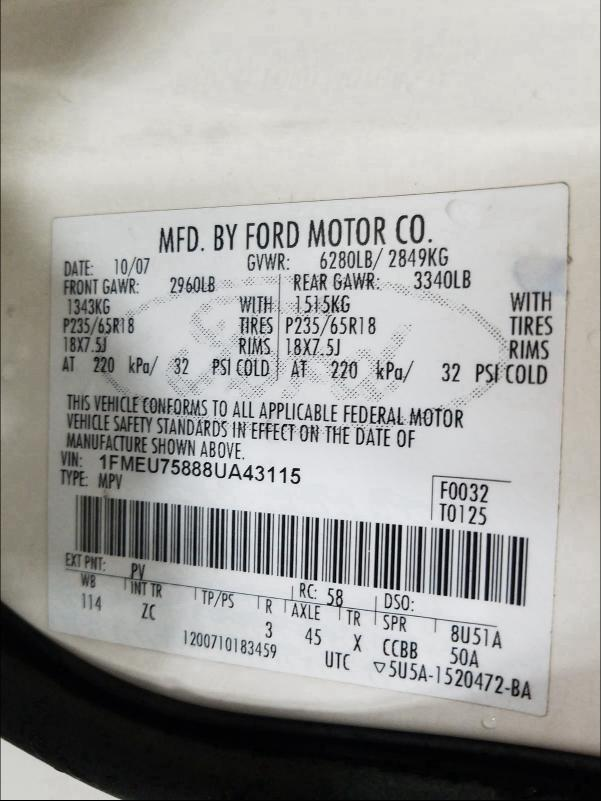 MFD. BY FORD MOTOR CO.
DATE: 10/07 GVWR: 6280LB/ 2849KG
FRONT GAWR: 2960LB REAR GAWR: 3340LB
1343KG WITH 1515KG WITH
P235/65R18 TIRES P235/65R18 TIRES
18X7.5J RIMS 18X7.5J RIMS
AT 220 kPa/ 32 PSI COLD AT 220 kPa/ 32 PSI COLD
THIS VEHICLE CONFORMS TO ALL APPLICABLE FEDERAL MOTOR
VEHICLE SAFETY STANDARDS IN EFFECT ON THE DATE OF
MANUFACTURE SHOWN ABOVE.
VIN: 1FMEU75888UA43115
TYPE: MPV
F0032
T0125
EXT PNT: PV RC: 58 DSO:
WB INT TR TP/PS R AXLE TR SPR 8U51A
114 ZC 3 45 X CCBB 50A
1200710183459 UTC ▽5U5A-1520472-BA
Ford